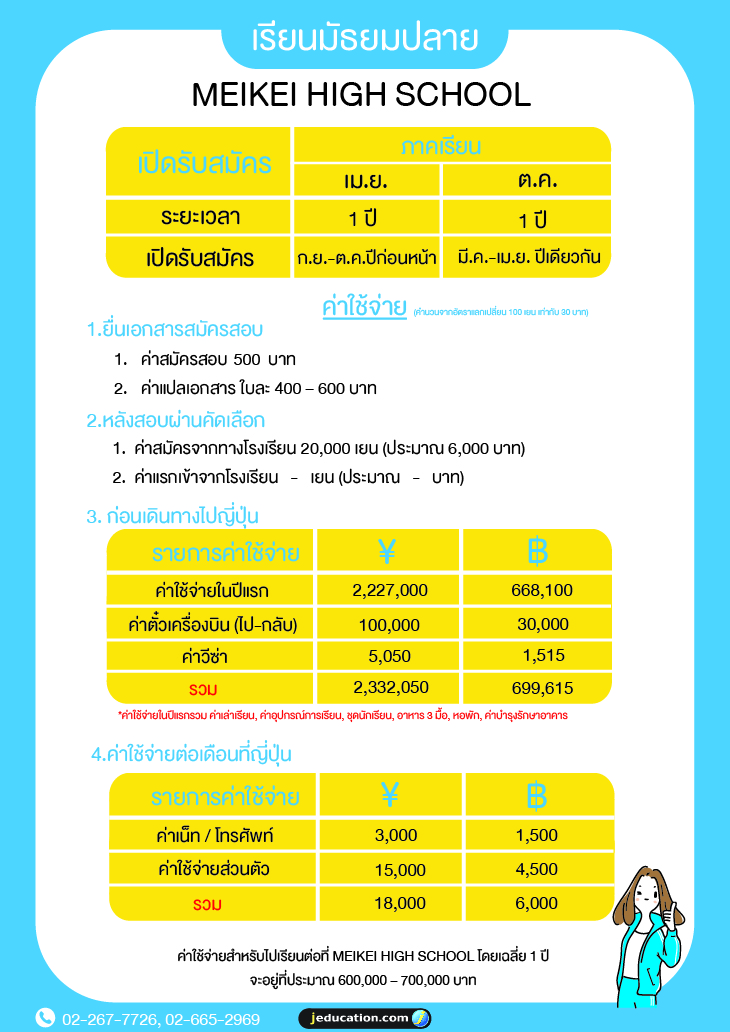 เรียนมัธยมปลาย
MEIKEI HIGH SCHOOL
เปิดรับสมัคร ภาคเรียน
เม.ย. ต.ค.
ระยะเวลา 1 ปี 1 ปี
เปิดรับสมัคร ก.ย.-ต.ค.ปีก่อนหน้า มี.ค.-เม.ย. ปีเดียวกัน
ค่าใช้จ่าย (คำนวนจากอัตราแลกเปลี่ยน 100 เยน เท่ากับ 30 บาท)
1.ยื่นเอกสารสมัครสอบ
1. ค่าสมัครสอบ 500 บาท
2. ค่าแปลเอกสาร ใบละ 400 – 600 บาท
2.หลังสอบผ่านคัดเลือก
1. ค่าสมัครจากทางโรงเรียน 20,000 เยน (ประมาณ 6,000 บาท)
2. ค่าแรกเข้าจากโรงเรียน - เยน (ประมาณ - บาท)
3. ก่อนเดินทางไปญี่ปุ่น
รายการค่าใช้จ่าย ¥ ฿
ค่าใช้จ่ายในปีแรก 2,227,000 668,100
ค่าตั๋วเครื่องบิน (ไป-กลับ) 100,000 30,000
ค่าวีซ่า 5,050 1,515
รวม 2,332,050 699,615
*ค่าใช้จ่ายในปีแรกรวม ค่าเล่าเรียน, ค่าอุปกรณ์การเรียน, ชุดนักเรียน, อาหาร 3 มื้อ, หอพัก, ค่าบำรุงรักษาอาคาร
4.ค่าใช้จ่ายต่อเดือนที่ญี่ปุ่น
รายการค่าใช้จ่าย ¥ ฿
ค่าเน็ท / โทรศัพท์ 3,000 1,500
ค่าใช้จ่ายส่วนตัว 15,000 4,500
รวม 18,000 6,000
ค่าใช้จ่ายสำหรับไปเรียนต่อที่ MEIKEI HIGH SCHOOL โดยเฉลี่ย 1 ปี
จะอยู่ที่ประมาณ 600,000 – 700,000 บาท
02-267-7726, 02-665-2969 jeducation.com